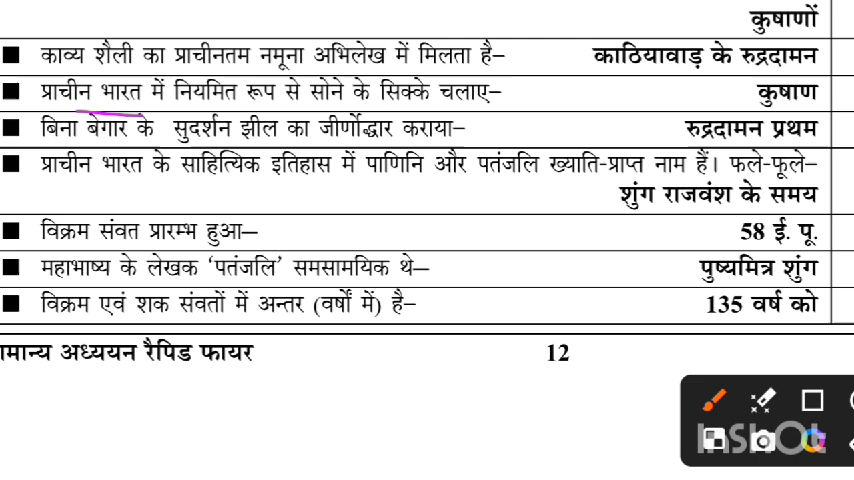 कुषाणों
■ काव्य शैली का प्राचीनतम नमूना अभिलेख में मिलता है– काठियावाड़ के रुद्रदामन
■ प्राचीन भारत में नियमित रूप से सोने के सिक्के चलाए– कुषाण
■ बिना बेगार के सुदर्शन झील का जीर्णोद्धार कराया– रुद्रदामन प्रथम
■ प्राचीन भारत के साहित्यिक इतिहास में पाणिनि और पतंजलि ख्याति-प्राप्त नाम हैं। फले-फूले–
शुंग राजवंश के समय
■ विक्रम संवत प्रारम्भ हुआ– 58 ई. पू.
■ महाभाष्य के लेखक ‘पतंजलि’ समसामयिक थे– पुष्यमित्र शुंग
■ विक्रम एवं शक संवतों में अन्तर (वर्षों में) है– 135 वर्ष को
ामान्य अध्ययन रैपिड फायर 12
InShOt